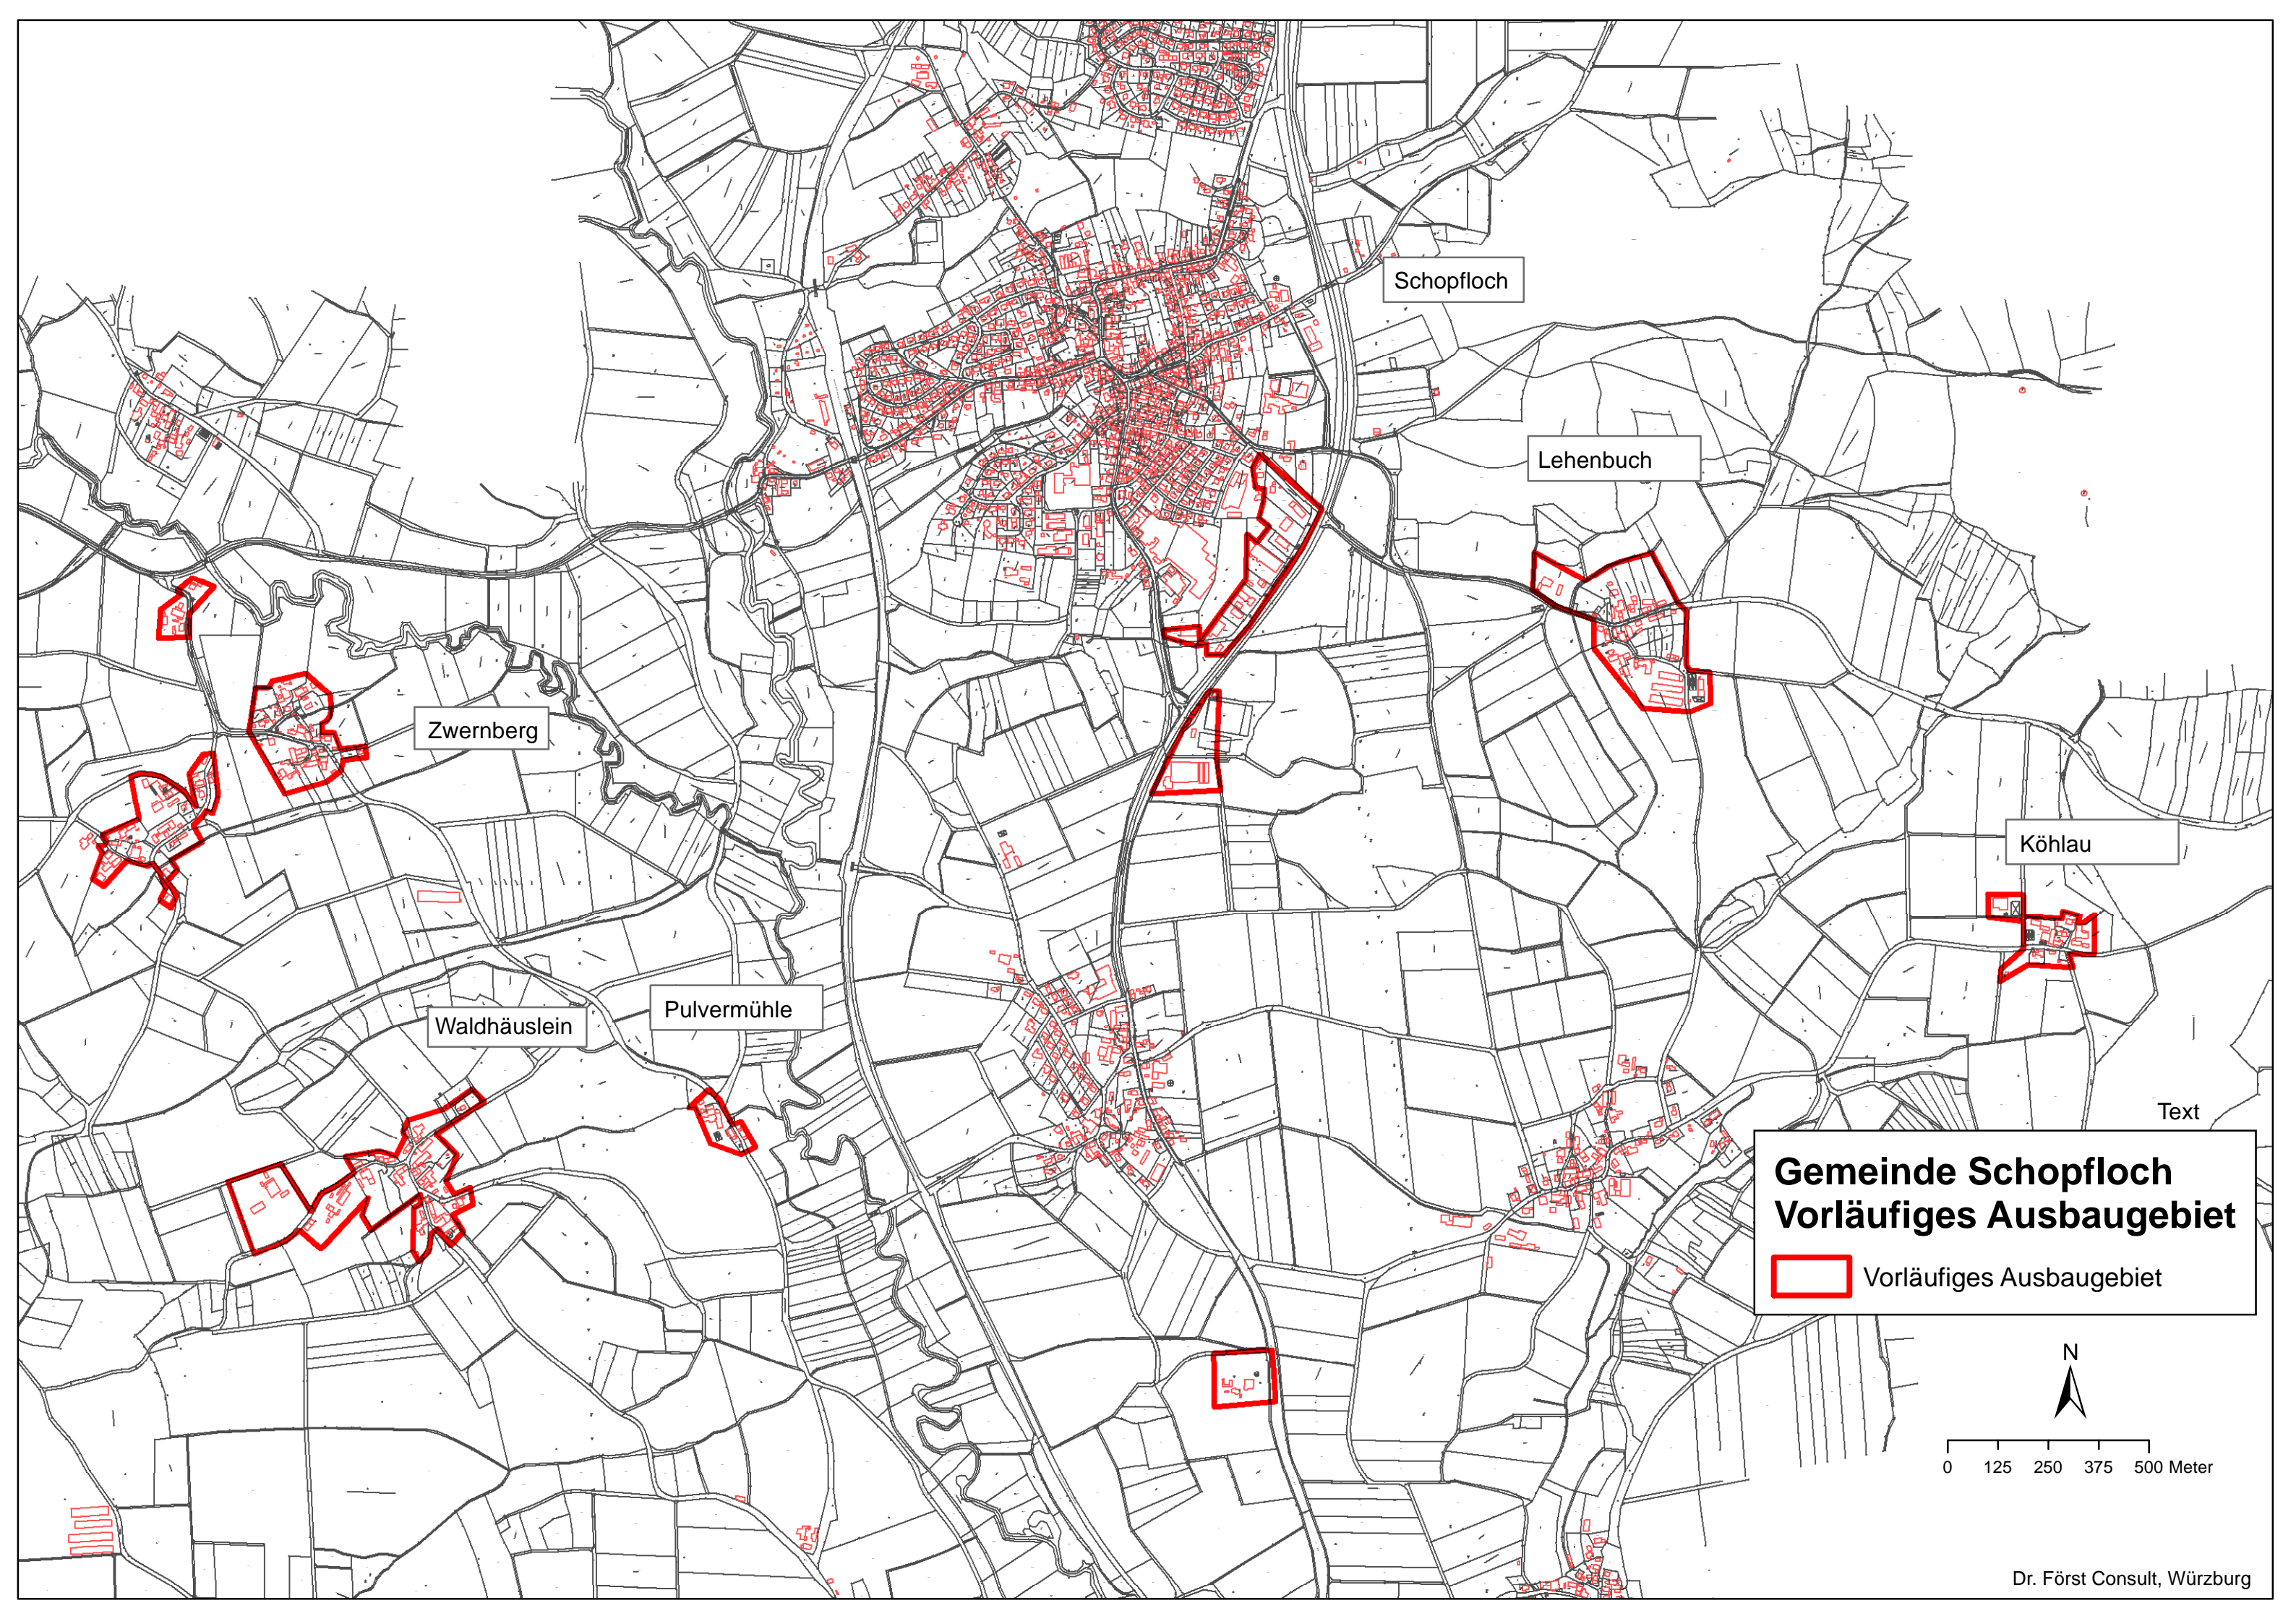 Schopfloch
Lehenbuch
Zwernberg
Köhlau
Pulvermühle
Waldhäuslein
Text
Gemeinde Schopfloch
Vorläufiges Ausbaugebiet
Vorläufiges Ausbaugebiet
N
0 125 250 375 500 Meter
Dr. Först Consult, Würzburg